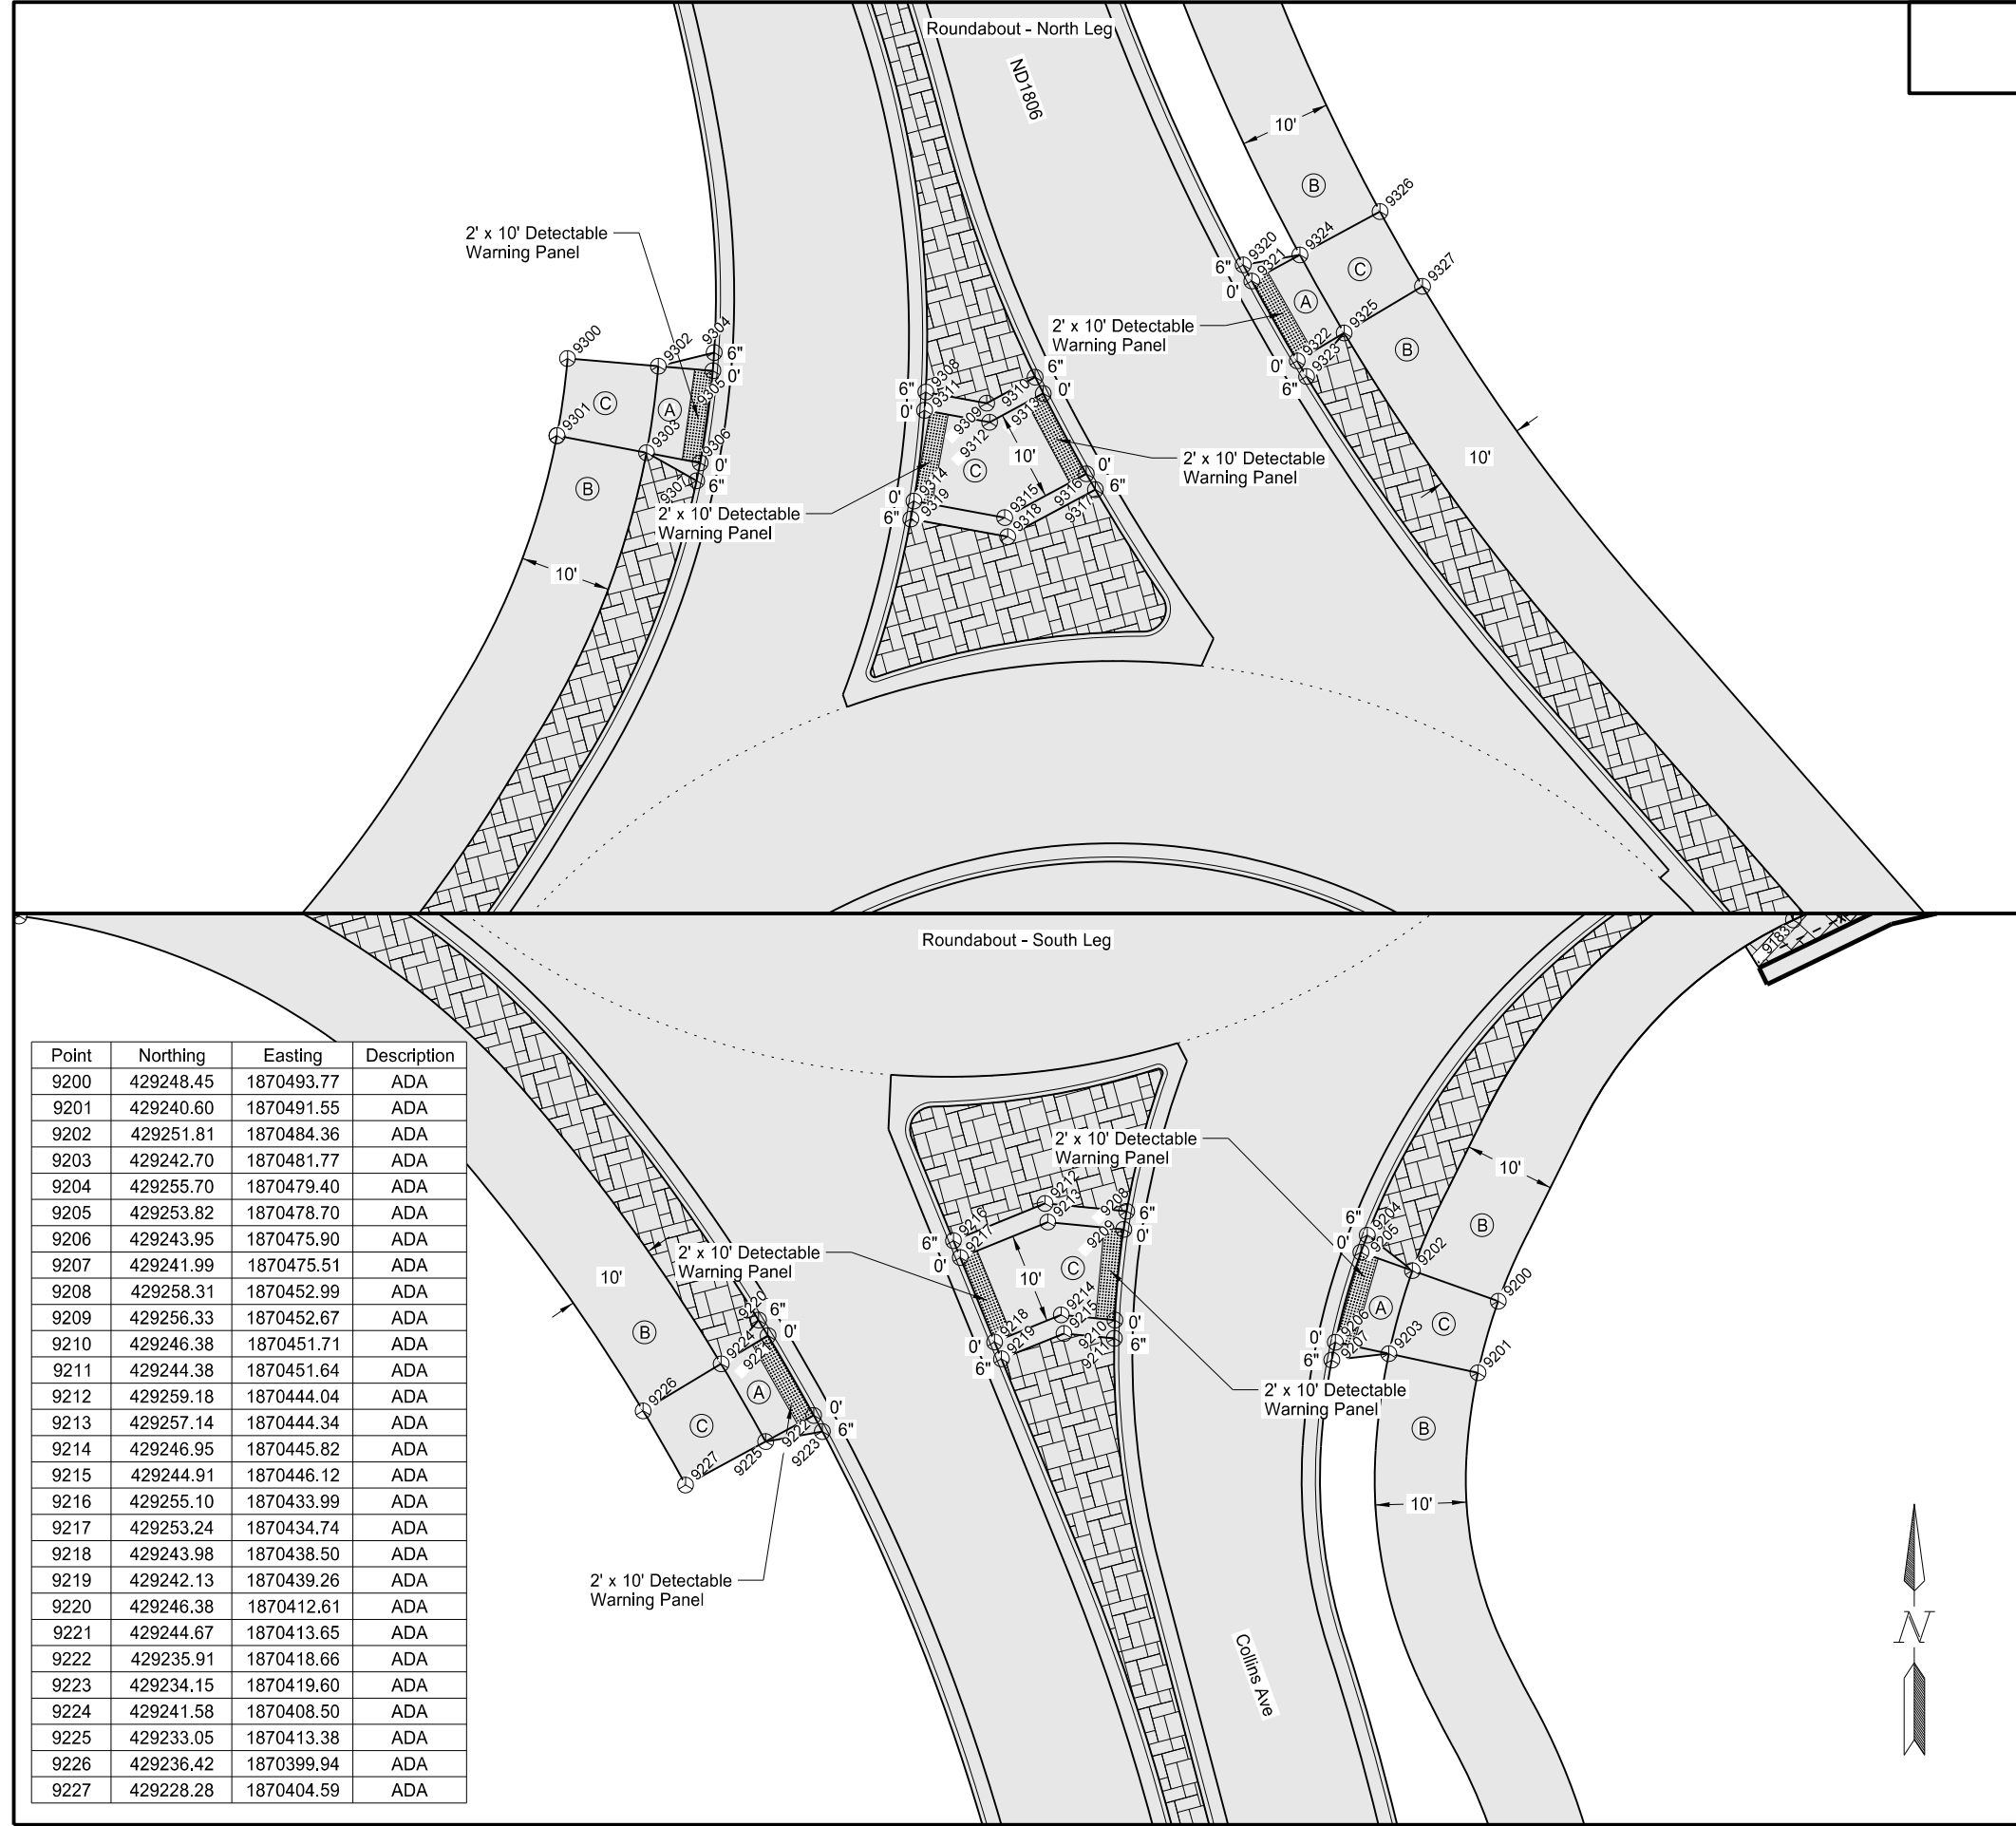 Roundabout - North Leg
ND1806
10'
B
9326
9324
9320
9321
6"
0'
C
9327
A
9325
9322
9323
0'
6"
B
10'
2' x 10' Detectable
Warning Panel
2' x 10' Detectable
Warning Panel
9300
9302
9304
6"
0'
9305
C
A
9301
9303
9306
0'
6"
9307
B
10'
2' x 10' Detectable
Warning Panel
6"
9308
9311
0'
9309
9310
9312
9313
6"
0'
10'
C
2' x 10' Detectable
Warning Panel
0'
9314
9319
6"
9315
9318
9316
9317
0'
6"
Roundabout - South Leg
9183
Point Northing Easting Description
9200 429248.45 1870493.77 ADA
9201 429240.60 1870491.55 ADA
9202 429251.81 1870484.36 ADA
9203 429242.70 1870481.77 ADA
9204 429255.70 1870479.40 ADA
9205 429253.82 1870478.70 ADA
9206 429243.95 1870475.90 ADA
9207 429241.99 1870475.51 ADA
9208 429258.31 1870452.99 ADA
9209 429256.33 1870452.67 ADA
9210 429246.38 1870451.71 ADA
9211 429244.38 1870451.64 ADA
9212 429259.18 1870444.04 ADA
9213 429257.14 1870444.34 ADA
9214 429246.95 1870445.82 ADA
9215 429244.91 1870446.12 ADA
9216 429255.10 1870433.99 ADA
9217 429253.24 1870434.74 ADA
9218 429243.98 1870438.50 ADA
9219 429242.13 1870439.26 ADA
9220 429246.38 1870412.61 ADA
9221 429244.67 1870413.65 ADA
9222 429235.91 1870418.66 ADA
9223 429234.15 1870419.60 ADA
9224 429241.58 1870408.50 ADA
9225 429233.05 1870413.38 ADA
9226 429236.42 1870399.94 ADA
9227 429228.28 1870404.59 ADA
2' x 10' Detectable
Warning Panel
10'
B
9220
6"
0'
9224
9221
9226
A
C
0'
6"
9222
9223
9225
9227
2' x 10' Detectable
Warning Panel
2' x 10' Detectable
Warning Panel
9212
9213
9208
6"
0'
9209
9216
9217
6"
0'
10'
C
9214
9215
9218
9219
0'
6"
9210
9211
0'
6"
2' x 10' Detectable
Warning Panel
10'
B
6"
0'
9204
9205
9202
9200
A
C
9206
9207
0'
6"
9203
9201
B
10'
Collins Ave
N